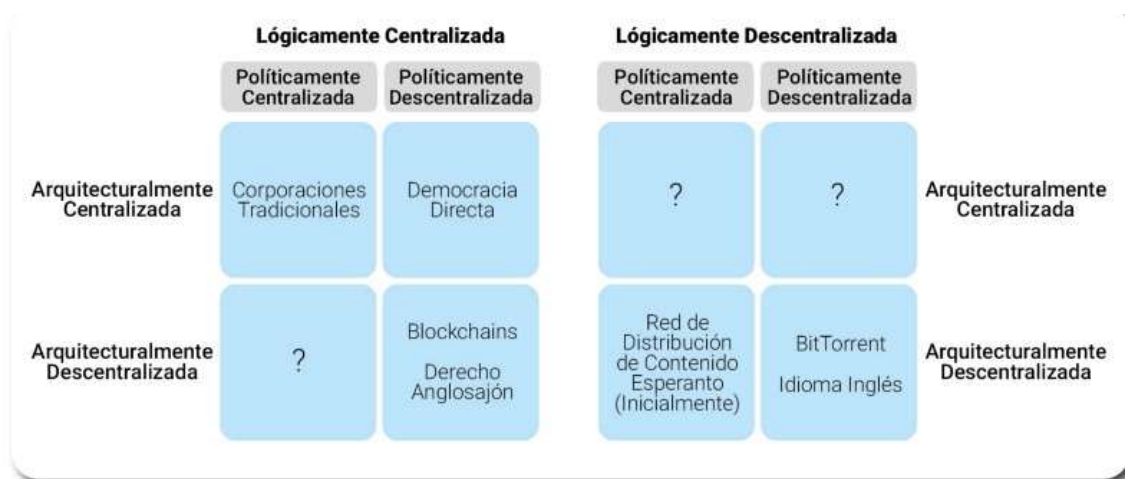 Lógicamente Centralizada
Lógicamente Descentralizada
Políticamente
Centralizada
Políticamente
Descentralizada
Políticamente
Centralizada
Políticamente
Descentralizada
Arquitecturalmente
Centralizada
Corporaciones
Tradicionales
Democracia
Directa
?
?
Arquitecturalmente
Centralizada
Arquitecturalmente
Descentralizada
?
Blockchains
Derecho
Anglosajón
Red de
Distribución
de Contenido
Esperanto
(Inicialmente)
BitTorrent
Idioma Inglés
Arquitecturalmente
Descentralizada